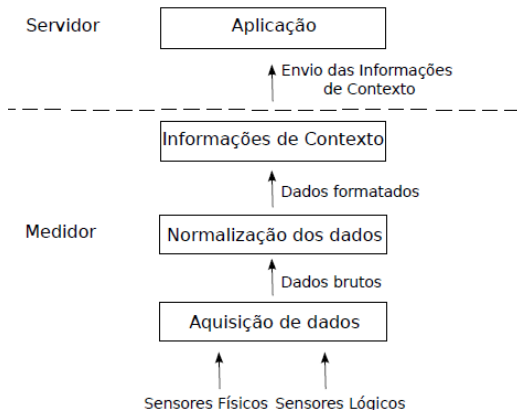 Servidor
Aplicação
Envio das Informações
de Contexto
Informações de Contexto
Dados formatados
Medidor
Normalização dos dados
Dados brutos
Aquisição de dados
Sensores Físicos
Sensores Lógicos